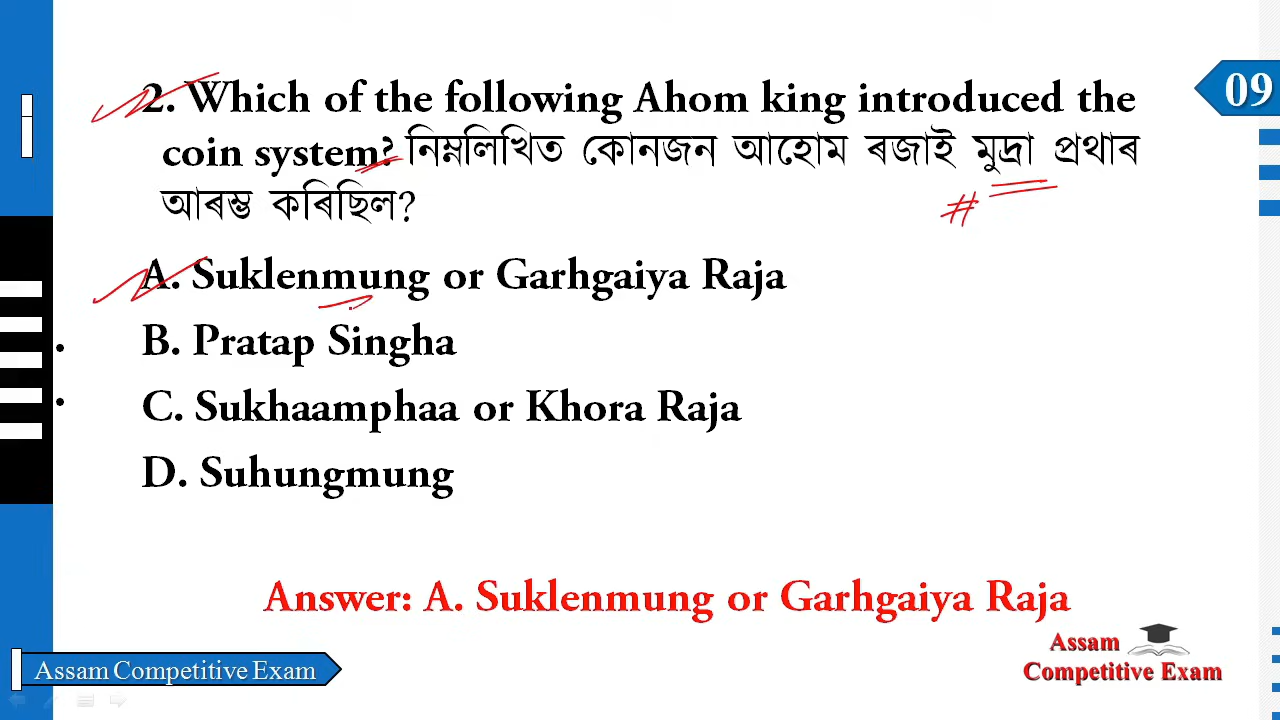 09
2. Which of the following Ahom king introduced the
coin system? নিম্নলিখিত কোনজন আহোম ৰজাই মুদ্ৰা প্ৰথাৰ
আৰম্ভ কৰিছিল?
A. Suklenmung or Garhgaiya Raja
B. Pratap Singha
C. Sukhaamphaa or Khora Raja
D. Suhungmung
Answer: A. Suklenmung or Garhgaiya Raja
Assam Competitive Exam
Assam
Competitive Exam